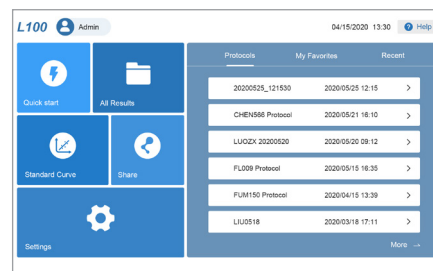 L100 Admin 04/15/2020 13:30 ? Help
Protocols My Favorites Recent
Quick start
All Results
Standard Curve
Share
Settings
20200525_121530 2020/05/25 12:15
CHEN566 Protocol 2020/05/21 16:10
LUOZX 20200520 2020/05/20 09:12
FL009 Protocol 2020/05/15 16:35
FUM150 Protocol 2020/04/15 13:39
LIU0518 2020/03/18 17:11
More →